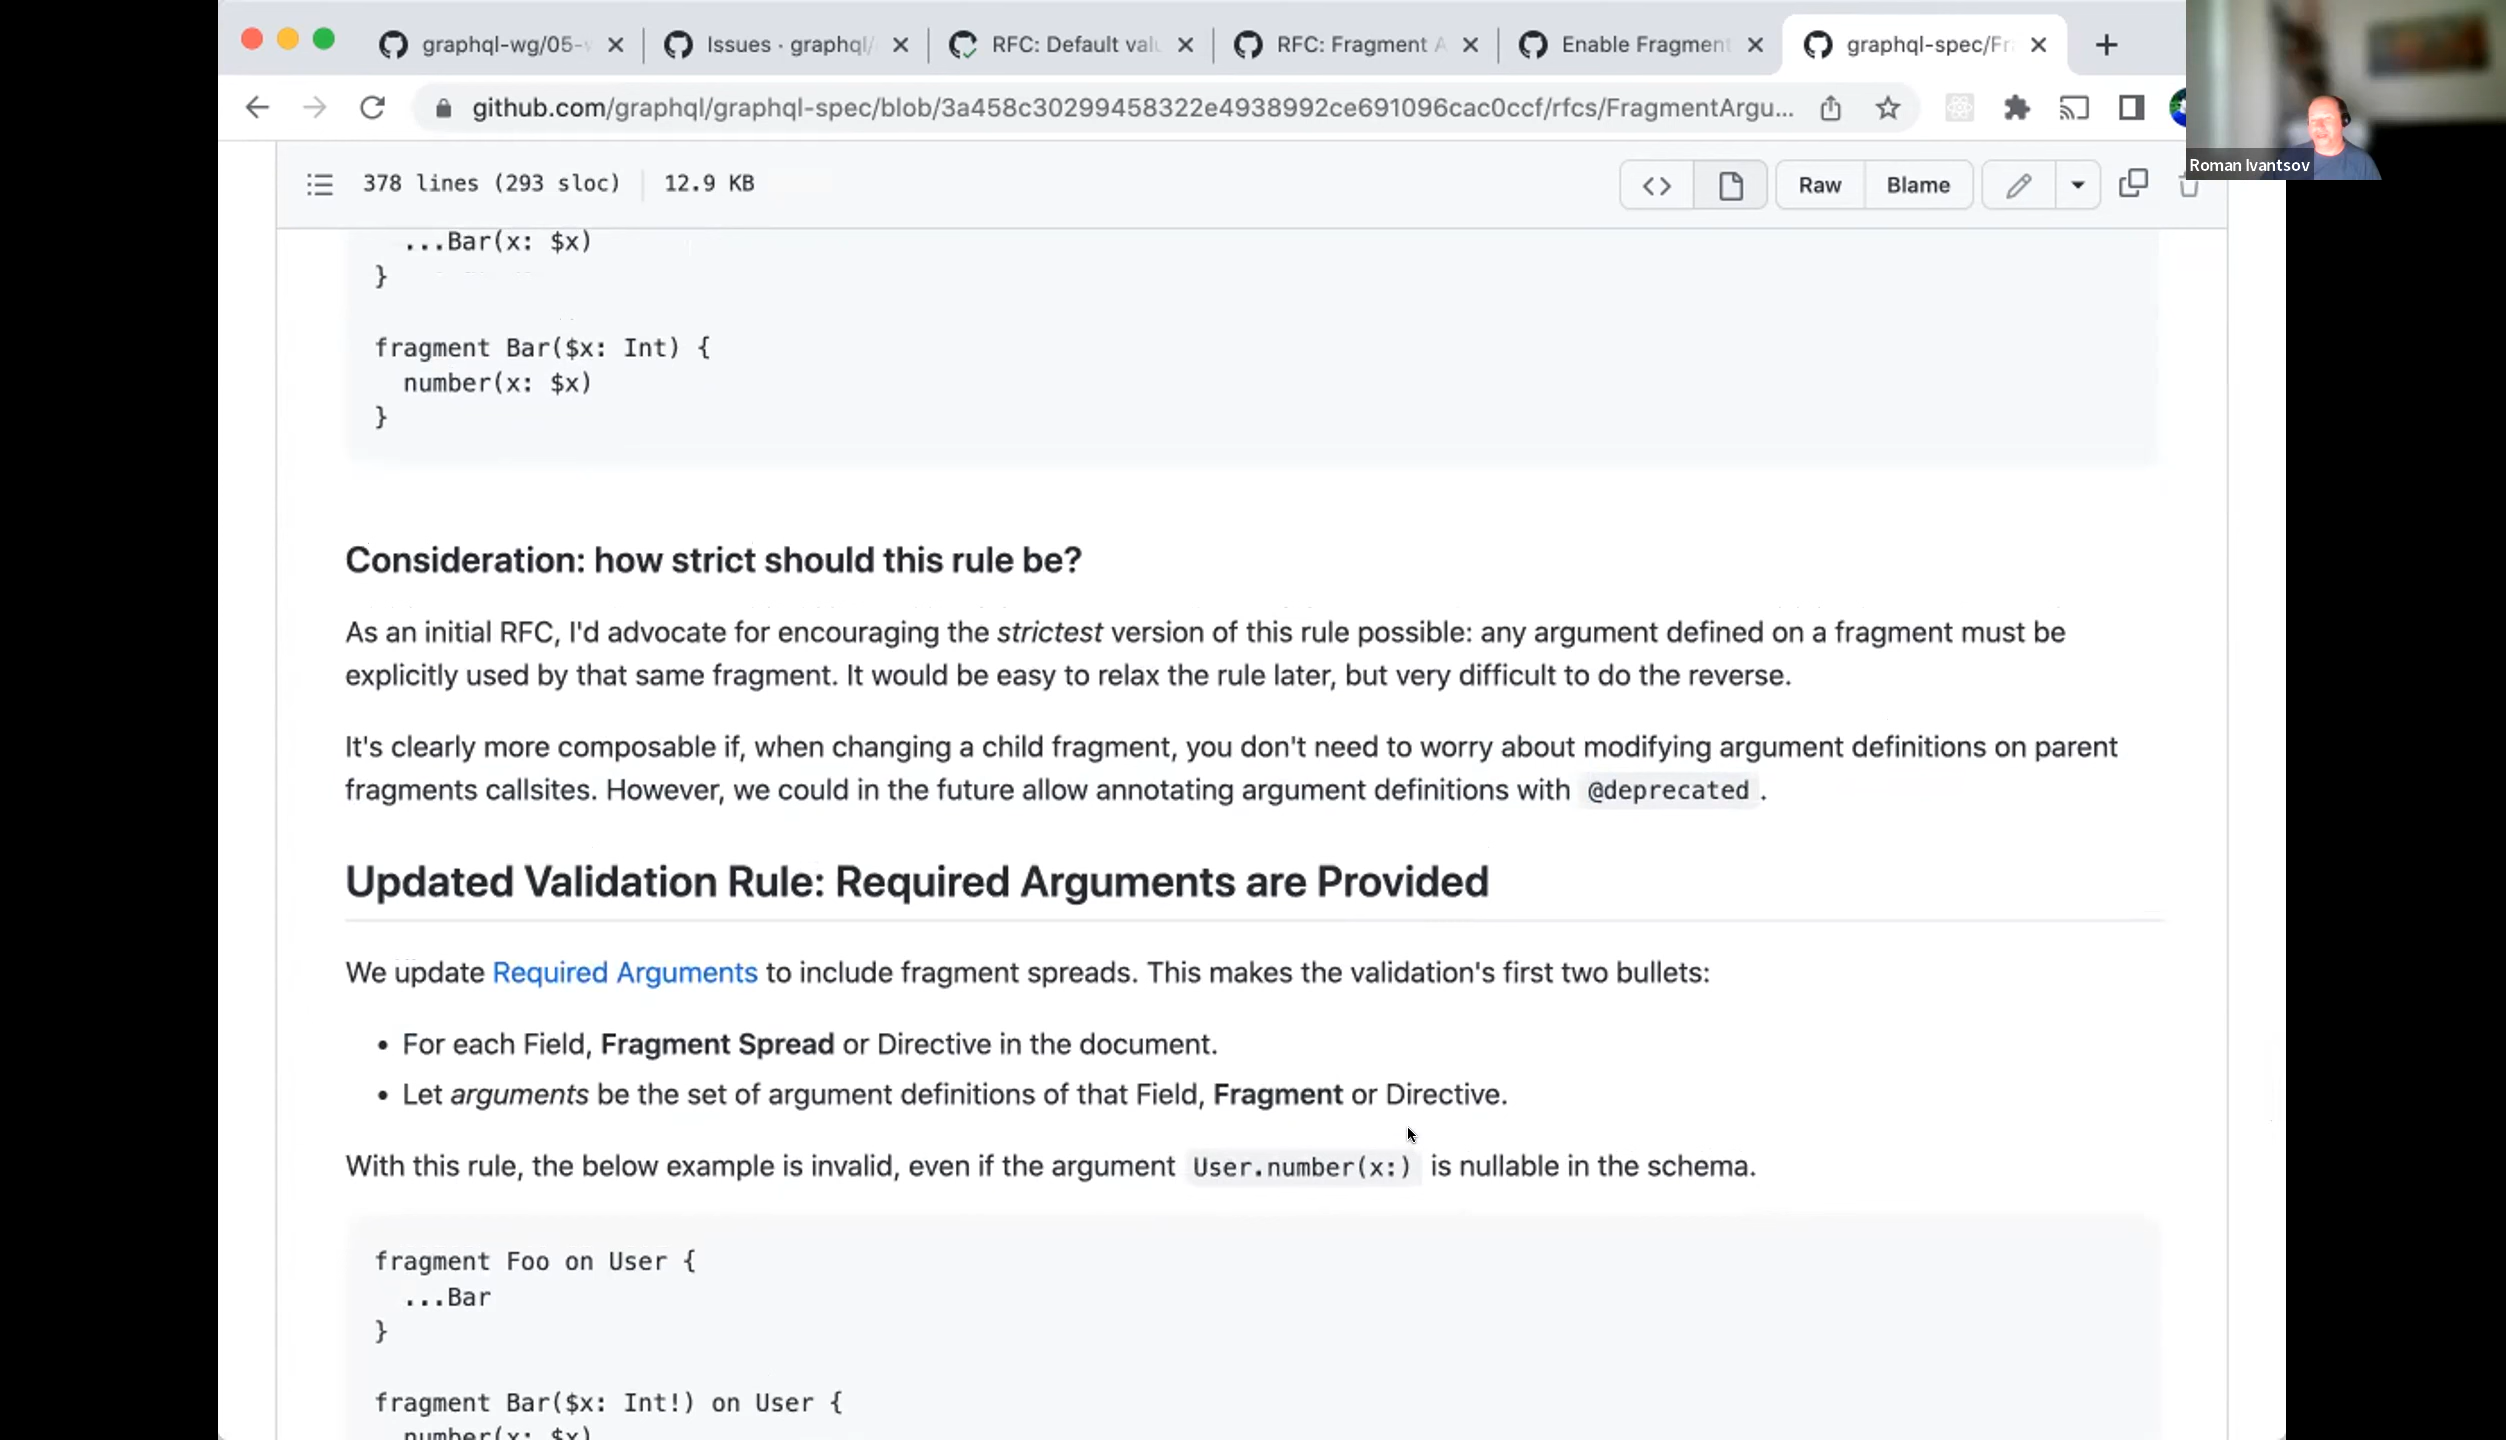 graphql-wg/05-
Issues · graphql/
RFC: Default val
RFC: Fragment A
Enable Fragment
graphql-spec/Fr
github.com/graphql/graphql-spec/blob/3a458c30299458322e4938992ce691096cac0ccf/rfcs/FragmentArgu...
Roman Ivantsov
378 lines (293 sloc) 12.9 KB
Raw
Blame
...Bar(x: $x)
}
fragment Bar($x: Int) {
number(x: $x)
}
Consideration: how strict should this rule be?
As an initial RFC, I'd advocate for encouraging the strictest version of this rule possible: any argument defined on a fragment must be
explicitly used by that same fragment. It would be easy to relax the rule later, but very difficult to do the reverse.
It's clearly more composable if, when changing a child fragment, you don't need to worry about modifying argument definitions on parent
fragments callsites. However, we could in the future allow annotating argument definitions with @deprecated .
Updated Validation Rule: Required Arguments are Provided
We update Required Arguments to include fragment spreads. This makes the validation's first two bullets:
• For each Field, Fragment Spread or Directive in the document.
• Let arguments be the set of argument definitions of that Field, Fragment or Directive.
With this rule, the below example is invalid, even if the argument User.number(x:) is nullable in the schema.
fragment Foo on User {
...Bar
}
fragment Bar($x: Int!) on User {
number(x: $x)